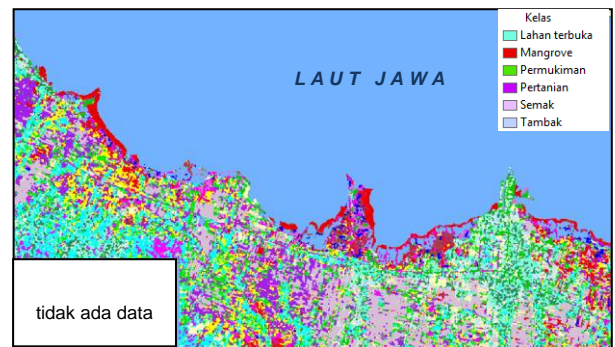 Kelas
Lahan terbuka
Mangrove
Permukiman
Pertanian
Semak
Tambak
LAUT JAWA
tidak ada data